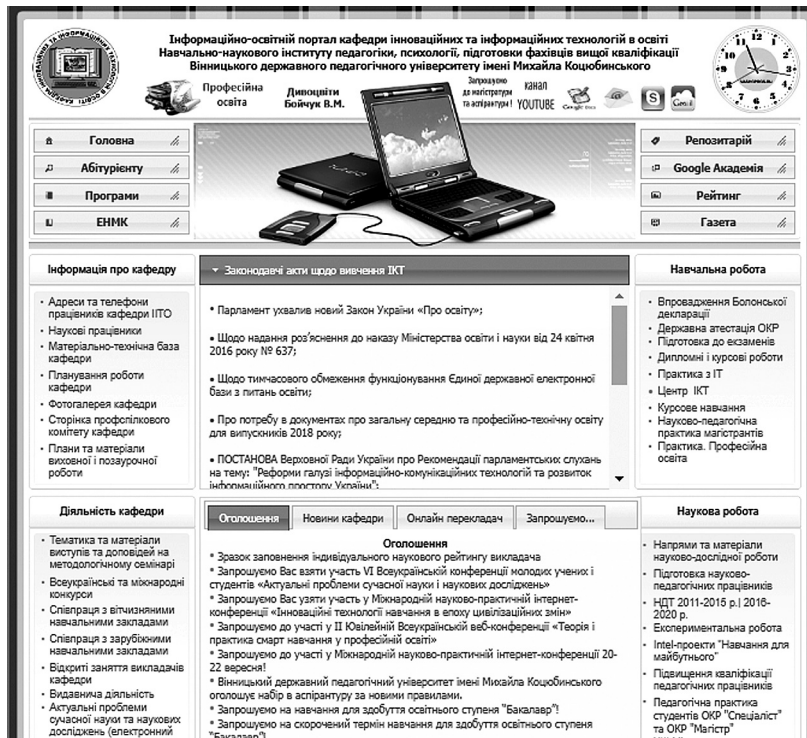 Інформаційно-освітній портал кафедри інноваційних та інформаційних технологій в освіті
Навчально-наукового інституту педагогіки, психології, підготовки фахівців вищої кваліфікації
Вінницького державного педагогічного університету імені Михайла Коцюбинського
Професійна
освіта
Дивоцвіти
Бойчук В.М.
Запрошуємо
до магістратури
та аспірантури !
канал
YOUTUBE
Google Docs
Gmail
Головна
Абітурієнту
Програми
ЕНМК
Репозитарій
Google Академія
Рейтинг
Газета
Інформація про кафедру
• Адреси та телефони
працівників кафедри ІІТО
• Наукові працівники
• Матеріально-технічна база
кафедри
• Планування роботи
кафедри
• Фотогалерея кафедри
• Сторінка профспілкового
комітету кафедри
• Плани та матеріали
виховної і позаурочної
роботи
Законодавчі акти щодо вивчення ІКТ
• Парламент ухвалив новий Закон України «Про освіту»;
• Щодо надання роз'яснення до наказу Міністерства освіти і науки від 24 квітня
2016 року № 637;
• Щодо тимчасового обмеження функціонування Єдиної державної електронної
бази з питань освіти;
• Про потребу в документах про загальну середню та професійно-технічну освіту
для випускників 2018 року;
• ПОСТАНОВА Верховної Ради України про Рекомендації парламентських слухань
на тему: "Реформи галузі інформаційно-комунікаційних технологій та розвиток
інформаційного простору України";
Навчальна робота
• Впровадження Болонської
декларації
• Державна атестація ОКР
• Підготовка до екзаменів
• Дипломні і курсові роботи
• Практика з ІТ
• Центр ІКТ
• Курсове навчання
• Науково-педагогічна
практика магістрантів
• Практика. Професійна
освіта
Діяльність кафедри
• Тематика та матеріали
виступів та доповідей на
методологічному семінарі
• Всеукраїнські та міжнародні
конкурси
• Співпраця з вітчизняними
навчальними закладами
• Співпраця з зарубіжними
навчальними закладами
• Відкриті заняття викладачів
кафедри
• Видавнича діяльність
• Актуальні проблеми
сучасної науки та наукових
досліджень (електронний
Оголошення
Новини кафедри
Онлайн перекладач
Запрошуємо...
Оголошення
* Зразок заповнення індивідуального наукового рейтингу викладача
* Запрошуємо Вас взяти участь VI Всеукраїнській конференції молодих учених і
студентів «Актуальні проблеми сучасної науки і наукових досліджень»
* Запрошуємо Вас узяти участь у Міжнародній науково-практичній інтернет-
конференції «Інноваційні технології навчання в епоху цивілізаційних змін»
* Запрошуємо до участі у ІІ Ювілейній Всеукраїнській веб-конференції «Теорія і
практика смарт навчання у професійній освіті»
* Запрошуємо до участі у Міжнародній науково-практичній інтернет-конференції 20-
22 вересня!
* Вінницький державний педагогічний університет імені Михайла Коцюбинського
оголошує набір в аспірантуру за новими правилами.
* Запрошуємо на навчання для здобуття освітнього ступеня "Бакалавр"!
* Запрошуємо на скорочений термін навчання для здобуття освітнього ступеня
"Бакалавр"!
Наукова робота
• Напрями та матеріали
науково-дослідної роботи
• Підготовка науково-
педагогічних працівників
• НДТ 2011-2015 р.| 2016-
2020 р.
• Експериментальна робота
• Intel-проекти "Навчання для
майбутнього"
• Підвищення кваліфікації
педагогічних працівників
• Педагогічна практика
студентів ОКР "Спеціаліст"
та ОКР "Магістр"